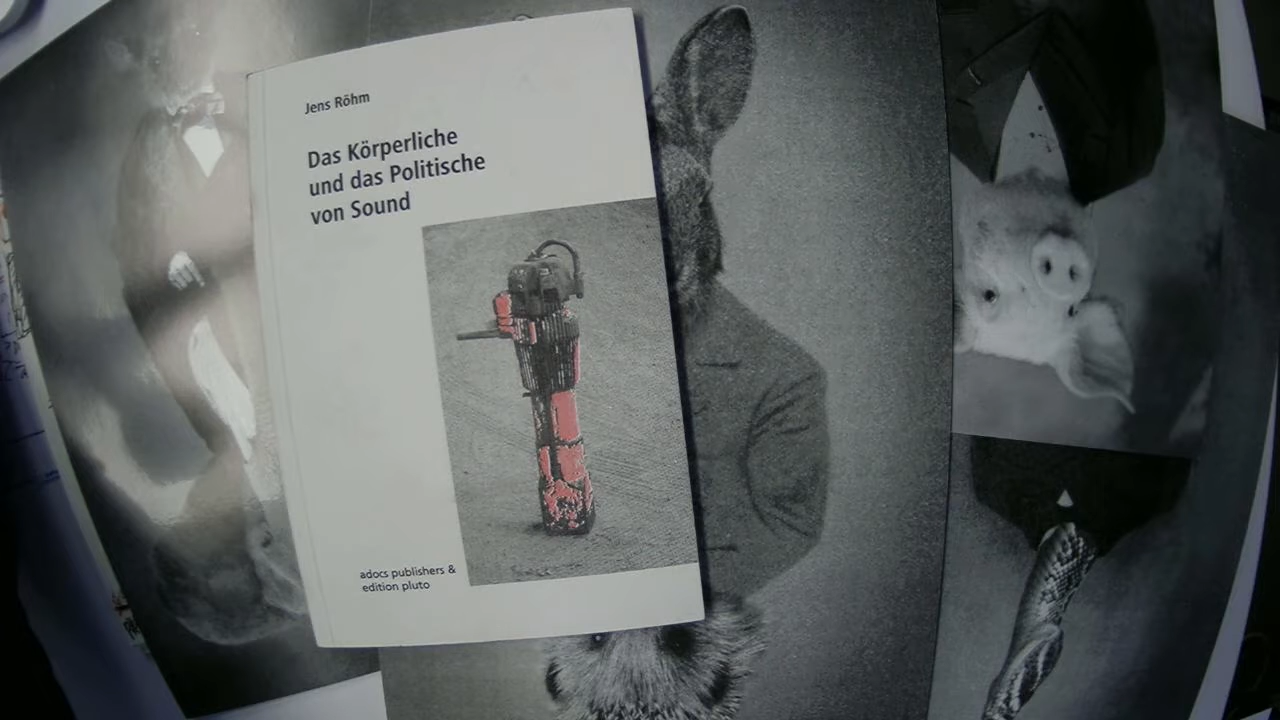 Jens Röhm
Das Körperliche
und das Politische
von Sound
adocs publishers &
edition pluto